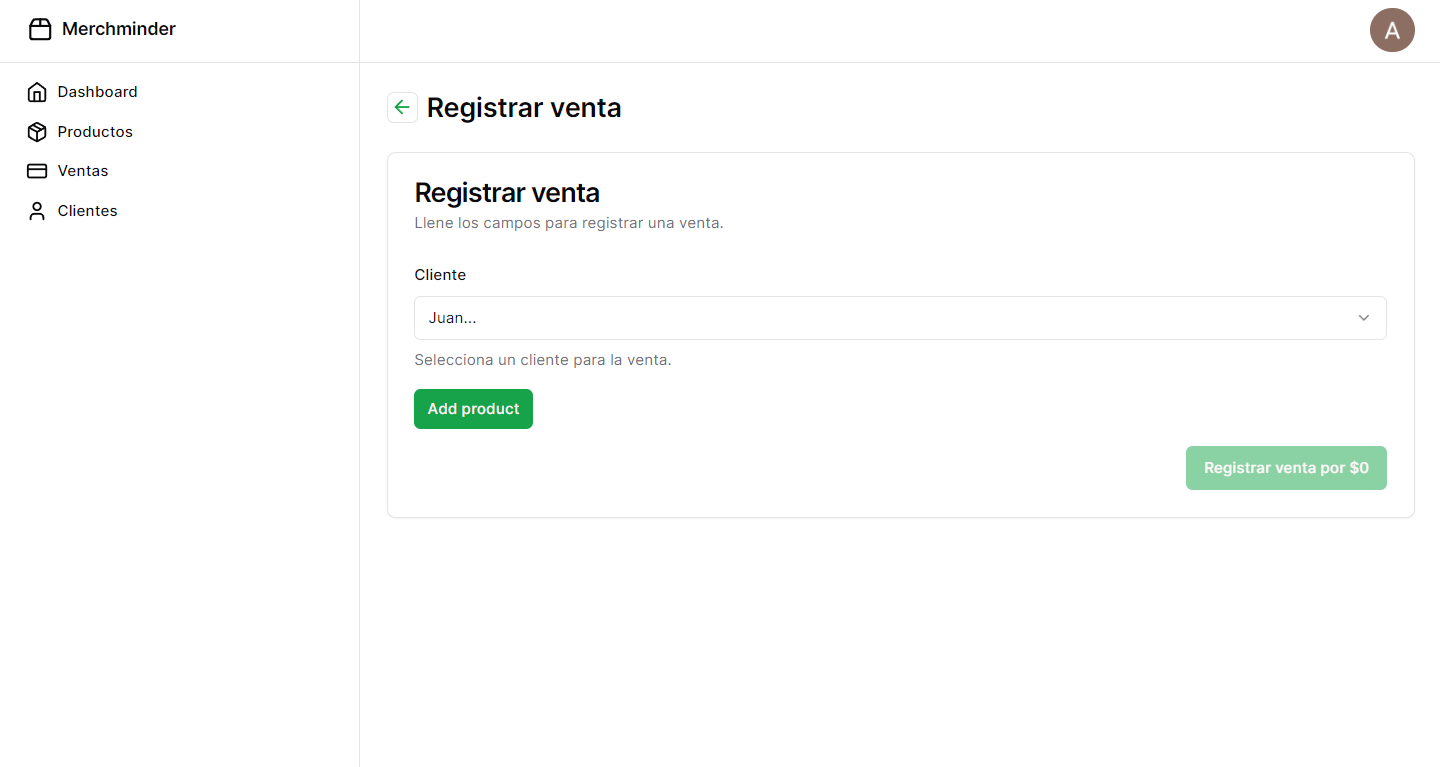 Merchminder
A
Dashboard
Productos
Ventas
Clientes
Registrar venta
Registrar venta
Llene los campos para registrar una venta.
Cliente
Juan...
Selecciona un cliente para la venta.
Add product
Registrar venta por $0